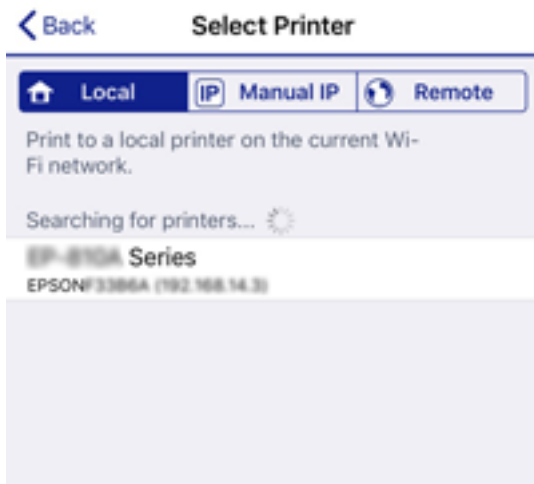 Back
Select Printer
Local
IP Manual IP
Remote
Print to a local printer on the current Wi-
Fi network.
Searching for printers...
Series
EPSON